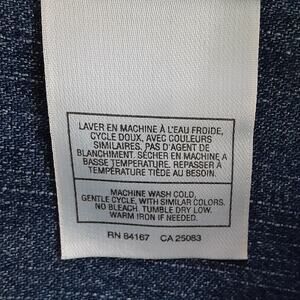 LAVER EN MACHINE À L'EAU FROIDE,
CYCLE DOUX, AVEC COULEURS
SIMILAIRES. PAS D'AGENT DE
BLANCHIMENT. SÉCHER EN MACHINE A
BASSE TEMPÉRATURE. REPASSER À
TEMPÉRATURE TIÈDE AU BESOIN.
MACHINE WASH COLD,
GENTLE CYCLE, WITH SIMILAR COLORS.
NO BLEACH. TUMBLE DRY LOW.
WARM IRON IF NEEDED.
RN 84167 CA 25083